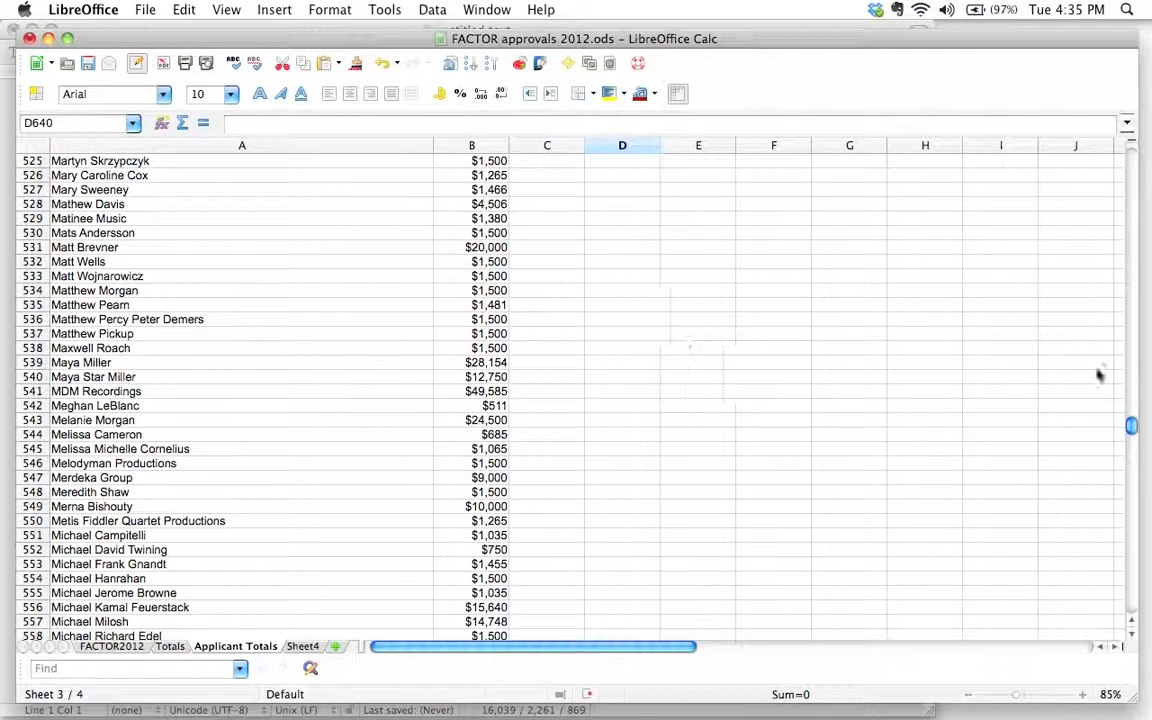 LibreOffice File Edit View Insert Format Tools Data Window Help (97%) Tue 4:35 PM
FACTOR approvals 2012.ods – LibreOffice Calc
Arial 10
D640
A B C D E F G H I J
525 Martyn Skrzypczyk $1,500
526 Mary Caroline Cox $1,265
527 Mary Sweeney $1,466
528 Mathew Davis $4,506
529 Matinee Music $1,380
530 Mats Andersson $1,500
531 Matt Brevner $20,000
532 Matt Wells $1,500
533 Matt Wojnarowicz $1,500
534 Matthew Morgan $1,500
535 Matthew Pearn $1,481
536 Matthew Percy Peter Demers $1,500
537 Matthew Pickup $1,500
538 Maxwell Roach $1,500
539 Maya Miller $28,154
540 Maya Star Miller $12,750
541 MDM Recordings $49,585
542 Meghan LeBlanc $511
543 Melanie Morgan $24,500
544 Melissa Cameron $685
545 Melissa Michelle Cornelius $1,065
546 Melodyman Productions $1,500
547 Merdeka Group $9,000
548 Meredith Shaw $1,500
549 Merna Bishouty $10,000
550 Metis Fiddler Quartet Productions $1,265
551 Michael Campitelli $1,035
552 Michael David Twining $750
553 Michael Frank Gnandt $1,455
554 Michael Hanrahan $1,500
555 Michael Jerome Browne $1,035
556 Michael Kamal Feuerstack $15,640
557 Michael Milosh $14,748
558 Michael Richard Edel $1,500
FACTOR2012 Totals Applicant Totals Sheet4
Find
Sheet 3 / 4 Default Sum=0 85%
Line 1 Col 1 (none) Unicode (UTF-8) Unix (LF) Last saved: (Never) 16,039 / 2,261 / 869